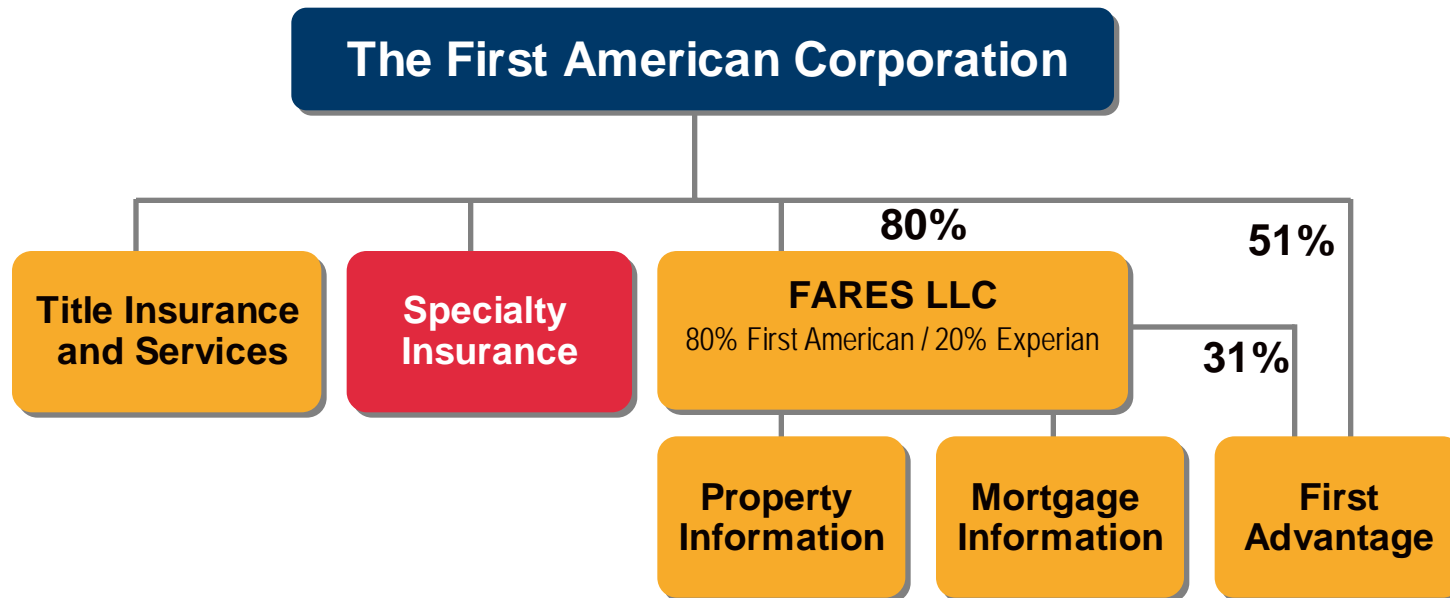 The First American Corporation
80%
51%
Title Insurance
and Services
Specialty
Insurance
FARES LLC
80% First American / 20% Experian
31%
Property
Information
Mortgage
Information
First
Advantage